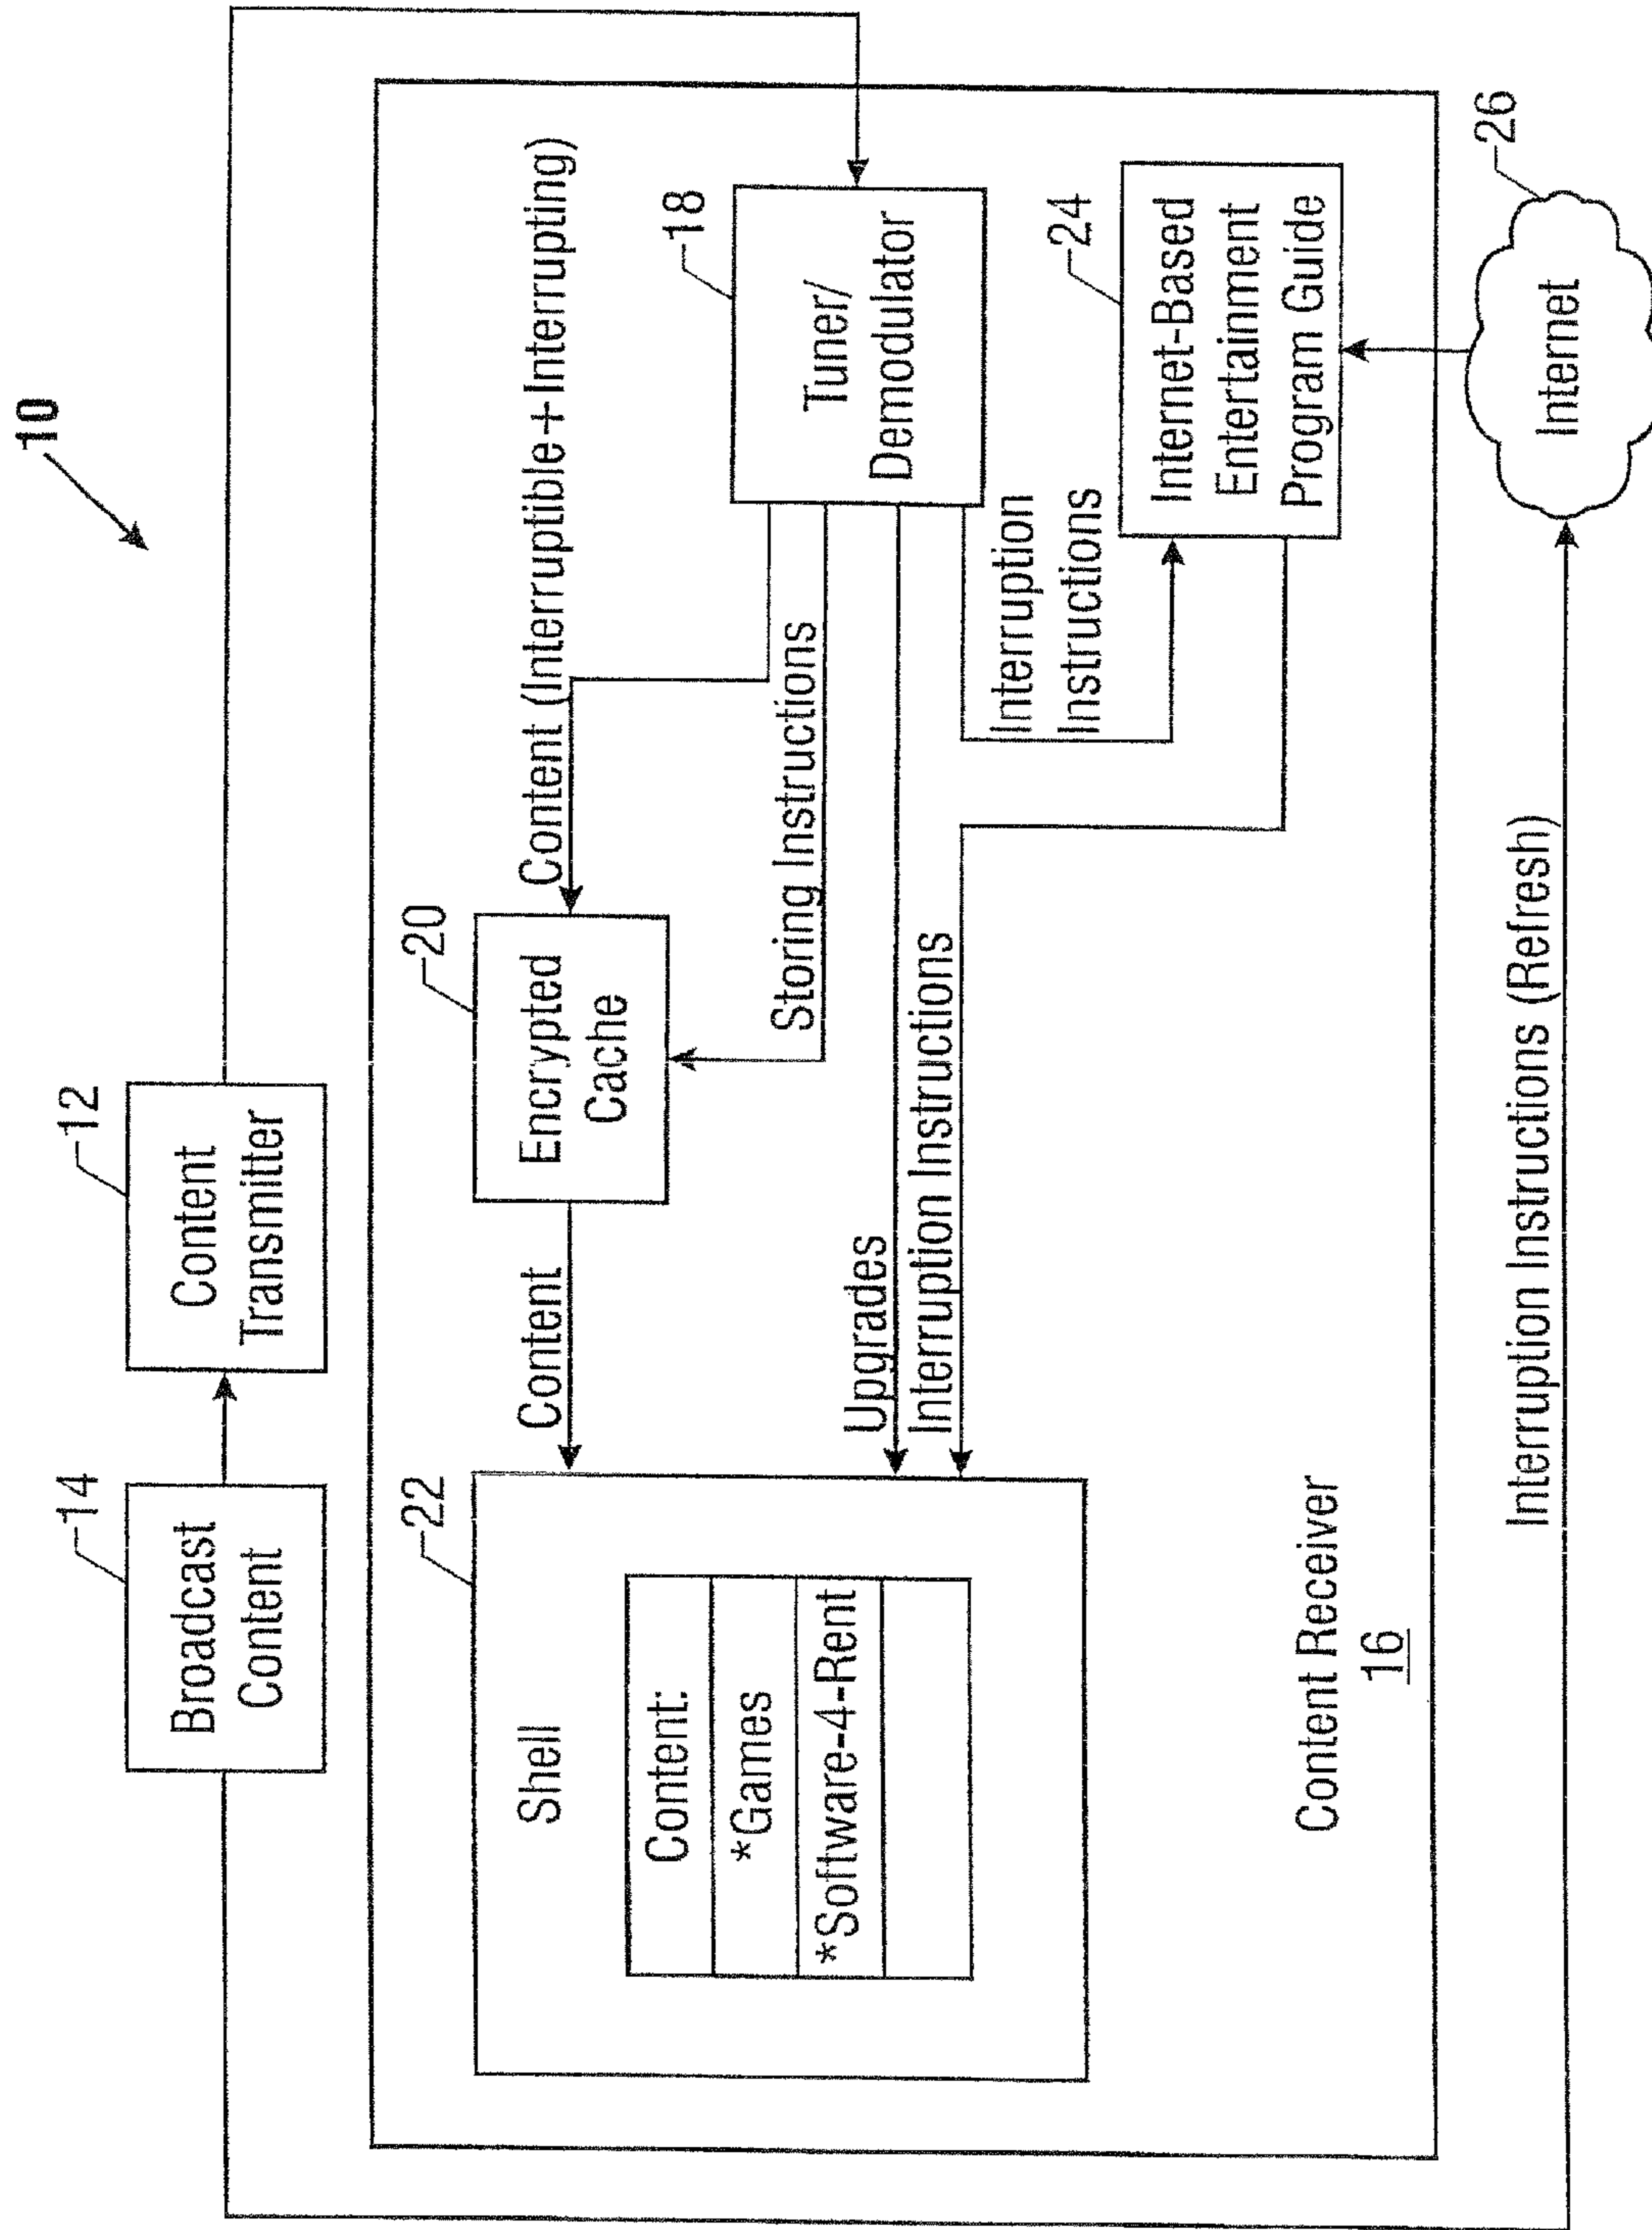 10
14
Broadcast
Content
12
Content
Transmitter
22
Shell
Content:
*Games
*Software-4-Rent
Content
20
Encrypted
Cache
Content (Interruptible+Interrupting)
Storing Instructions
Upgrades
Interruption Instructions
18
Tuner/
Demodulator
Interruption
Instructions
24
Internet-Based
Entertainment
Program Guide
Content Receiver
16
Interruption Instructions (Refresh)
26
Internet